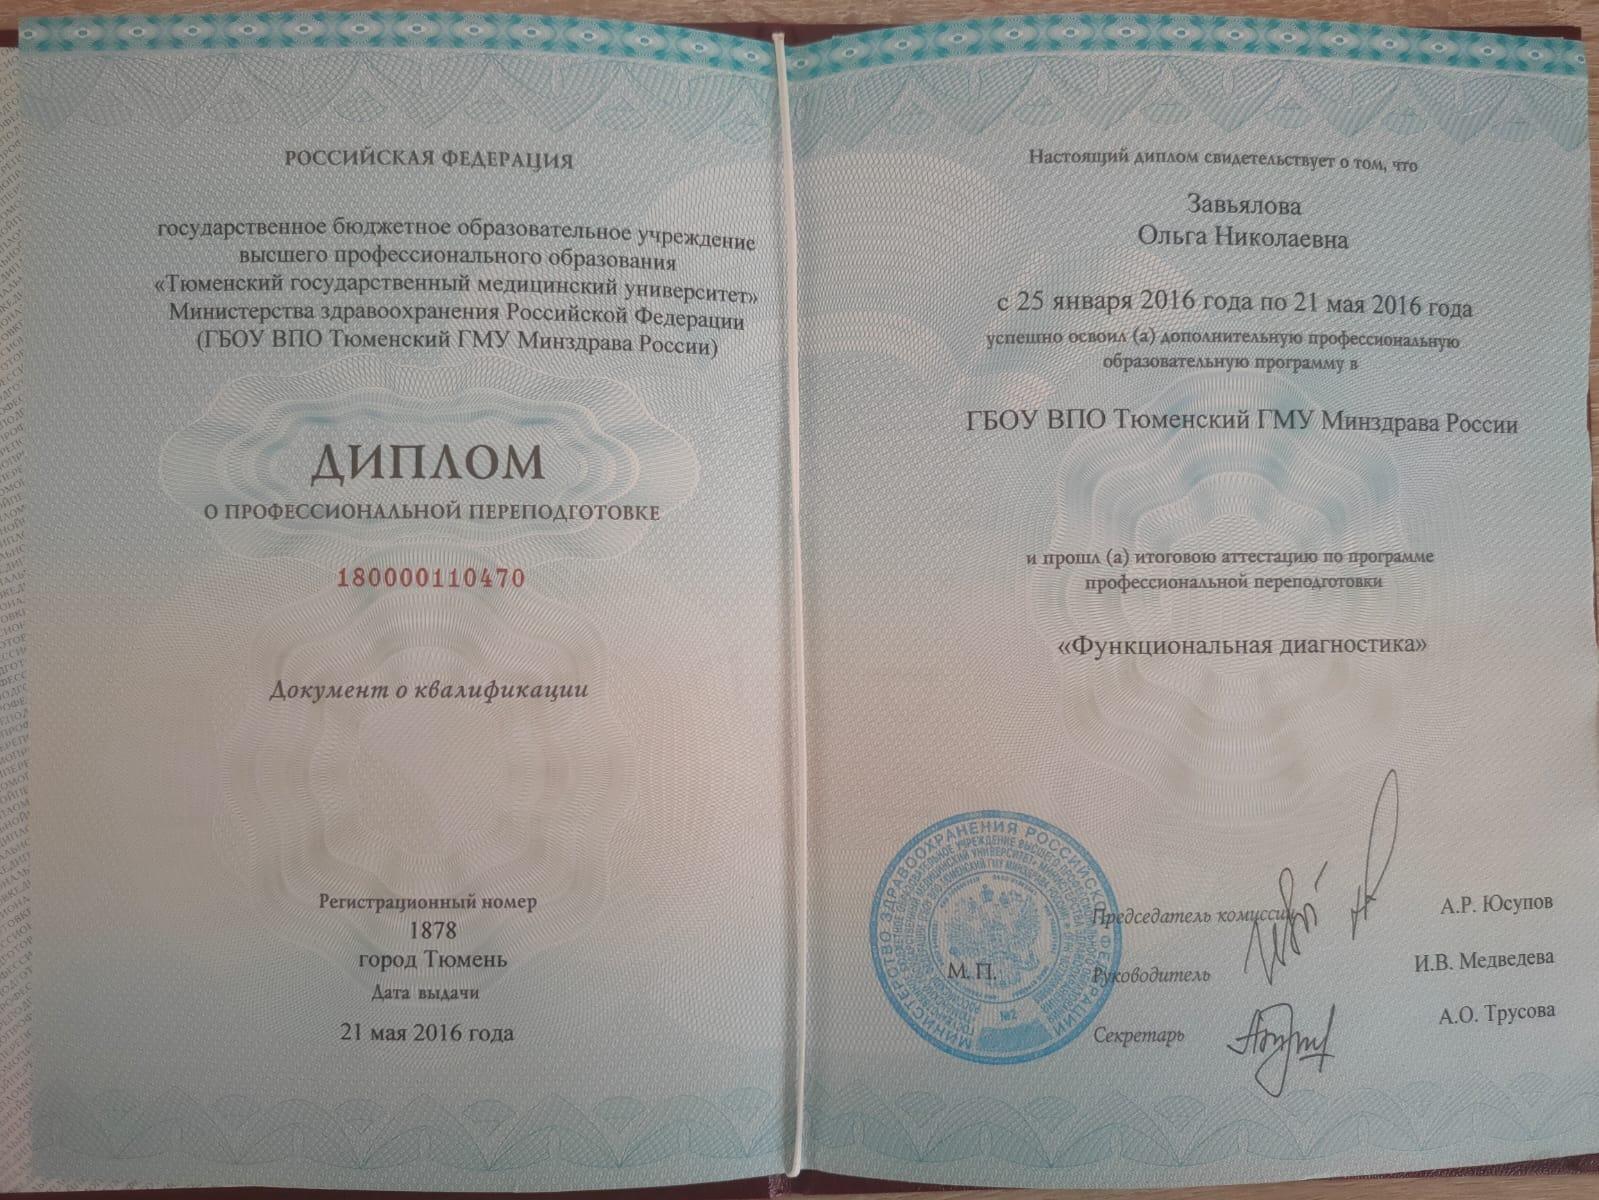 РОССИЙСКАЯ ФЕДЕРАЦИЯ
государственное бюджетное образовательное учреждение
высшего профессионального образования
«Тюменский государственный медицинский университет»
Министерства здравоохранения Российской Федерации
(ГБОУ ВПО Тюменский ГМУ Минздрава России)
ДИПЛОМ
О ПРОФЕССИОНАЛЬНОЙ ПЕРЕПОДГОТОВКЕ
180000110470
Документ о квалификации
Регистрационный номер
1878
город Тюмень
Дата выдачи
21 мая 2016 года
Настоящий диплом свидетельствует о том, что
Завьялова
Ольга Николаевна
с 25 января 2016 года по 21 мая 2016 года
успешно освоил (а) дополнительную профессиональную
образовательную программу в
ГБОУ ВПО Тюменский ГМУ Минздрава России
и прошл (а) итоговою аттестацию по программе
профессиональной переподготовки
«Функциональная диагностика»
МИНИСТЕРСТВО ЗДРАВООХРАНЕНИЯ РОССИЙСКОЙ ФЕДЕРАЦИИ
№2
М. П.
Председатель комиссии А.Р. Юсупов
Руководитель И.В. Медведева
Секретарь А.О. Трусова